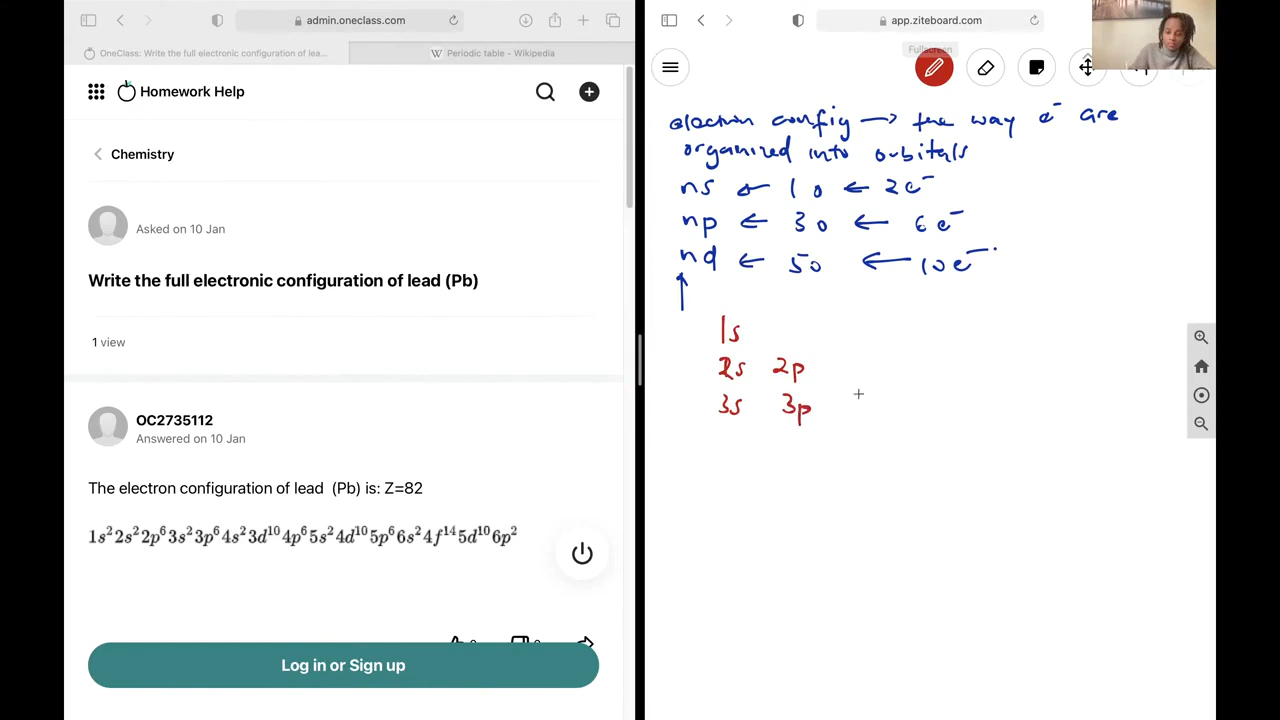 admin.oneclass.com
app.ziteboard.com
OneClass: Write the full electronic configuration of lea...
Periodic table - Wikipedia
Fullscreen
Homework Help
Chemistry
Asked on 10 Jan
Write the full electronic configuration of lead (Pb)
1 view
OC2735112
Answered on 10 Jan
The electron configuration of lead (Pb) is: Z=82
1s²2s²2p⁶3s²3p⁶4s²3d¹⁰4p⁶5s²4d¹⁰5p⁶6s²4f¹⁴5d¹⁰6p²
Log in or Sign up
electron config → the way e⁻ are
organized into orbitals
ns ← 1 o ← 2e⁻
np ← 3 o ← 6e⁻
nd ← 5o ← 10e⁻
1s
2s 2p
3s 3p